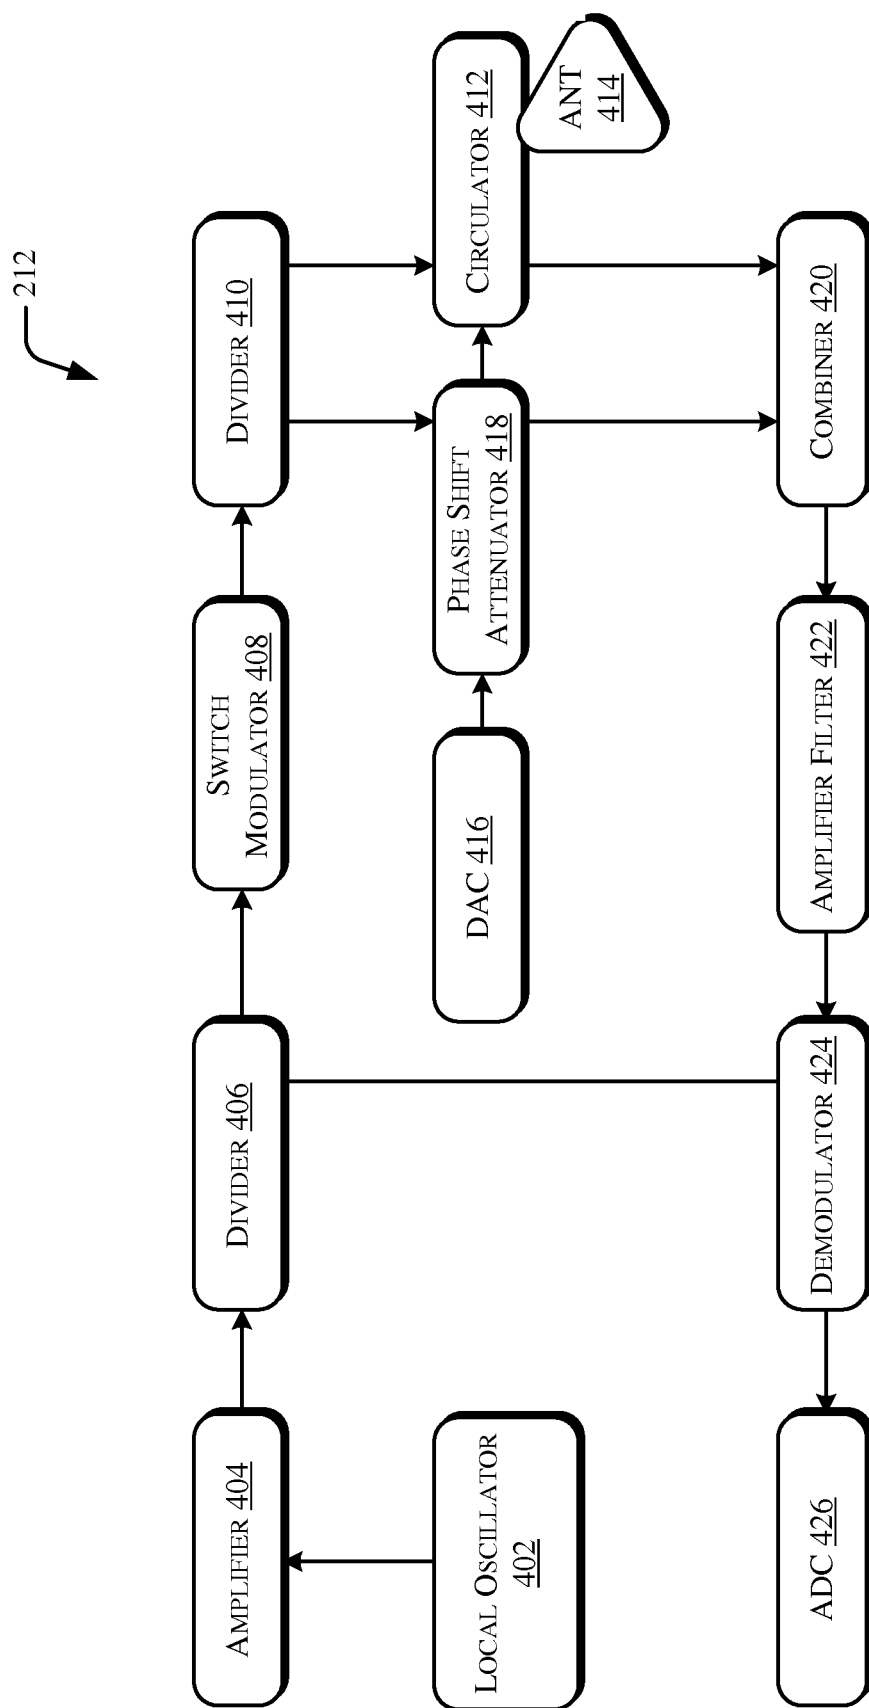 212
AMPLIFIER 404
DIVIDER 406
SWITCH
MODULATOR 408
DIVIDER 410
LOCAL OSCILLATOR
402
DAC 416
PHASE SHIFT
ATTENUATOR 418
CIRCULATOR 412
ANT
414
ADC 426
DEMODULATOR 424
AMPLIFIER FILTER 422
COMBINER 420